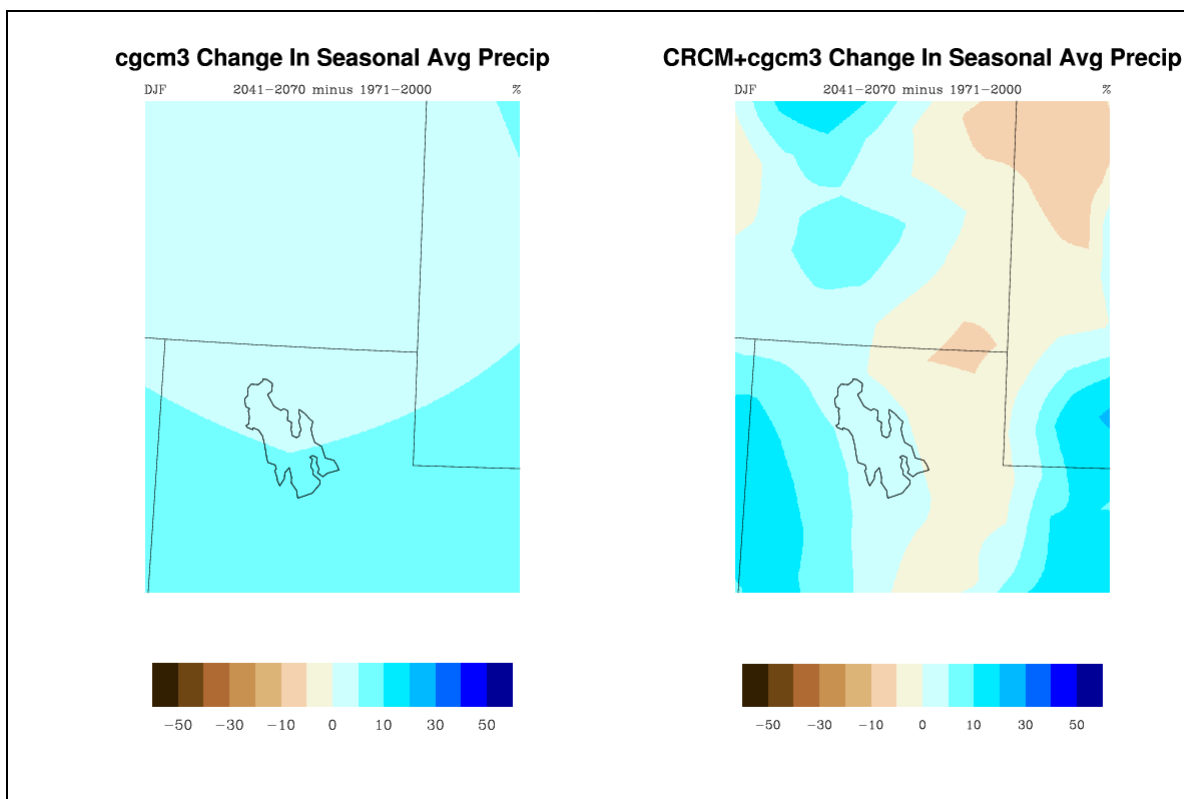 cgcm3 Change In Seasonal Avg Precip
DJF 2041−2070 minus 1971−2000 %
−50 −30 −10 0 10 30 50
CRCM+cgcm3 Change In Seasonal Avg Precip
DJF 2041−2070 minus 1971−2000 %
−50 −30 −10 0 10 30 50